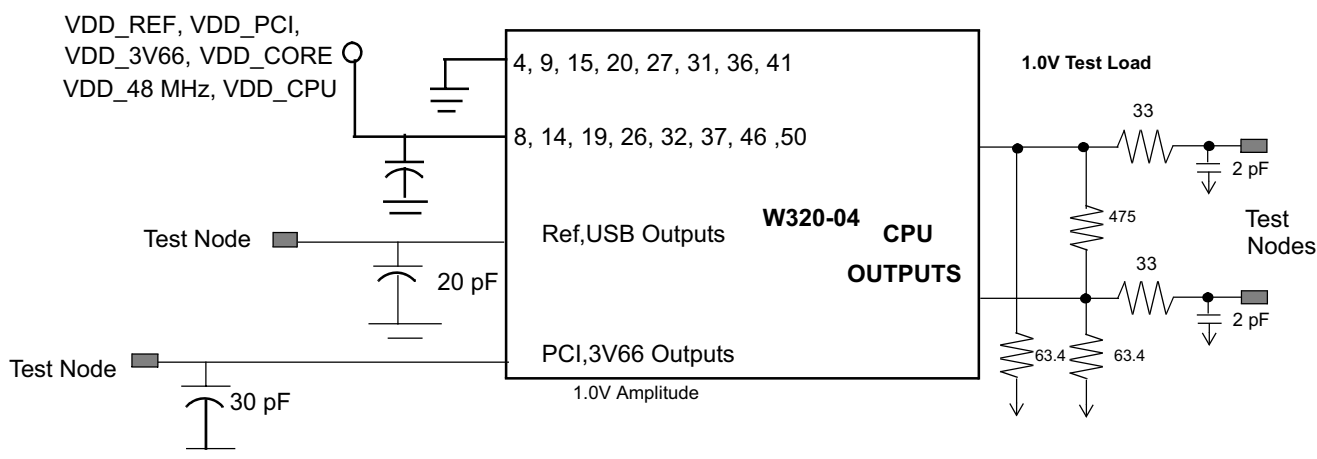 VDD_REF, VDD_PCI,
VDD_3V66, VDD_CORE
VDD_48 MHz, VDD_CPU
4, 9, 15, 20, 27, 31, 36, 41
8, 14, 19, 26, 32, 37, 46 ,50
1.0V Test Load
33
2 pF
475
Test
Nodes
33
2 pF
63.4
63.4
W320-04
CPU
OUTPUTS
Test Node
Ref,USB Outputs
20 pF
Test Node
PCI,3V66 Outputs
30 pF
1.0V Amplitude